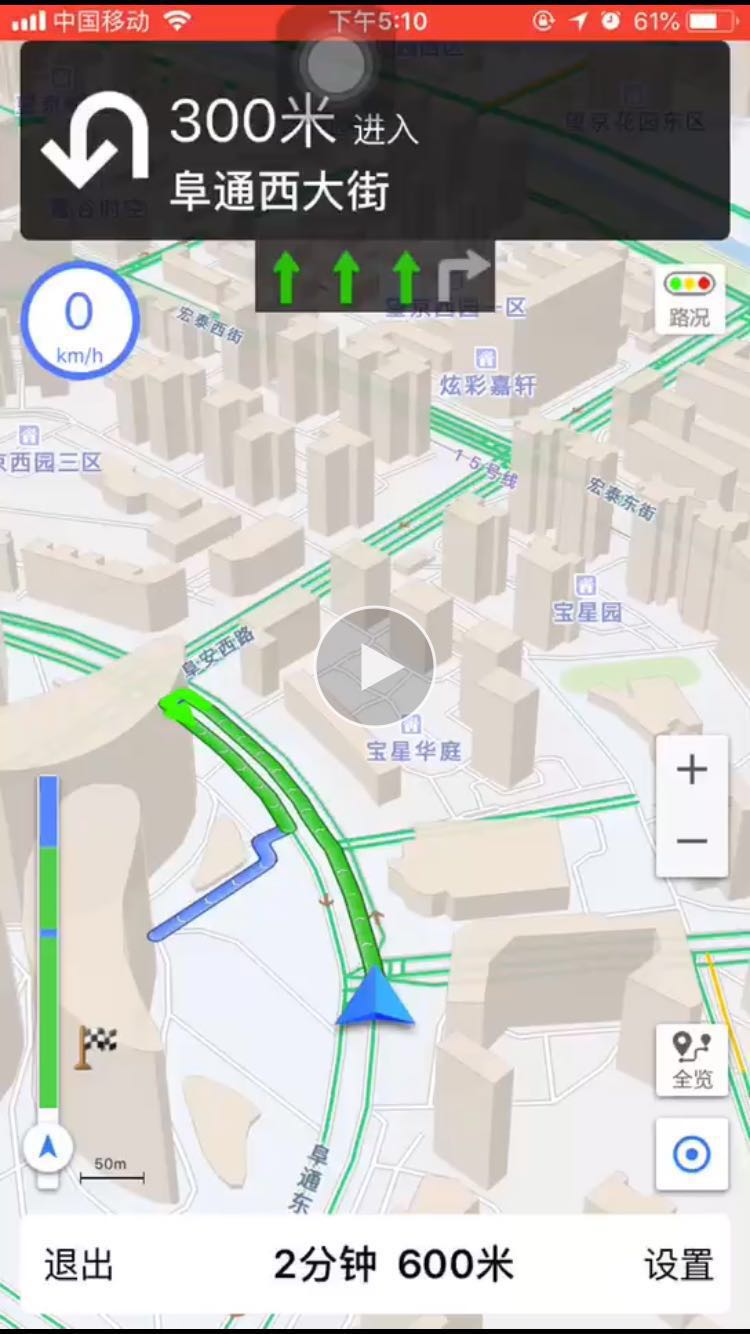 中国移动 下午5:10 61%
300米 进入
阜通西大街
望京花园东区
0
km/h
路况
宏泰西街
望京西园一区
炫彩嘉轩
京西园三区
15号线
宏泰东街
宝星园
阜安西路
宝星华庭
全览
50m
阜通东
退出 2分钟 600米 设置